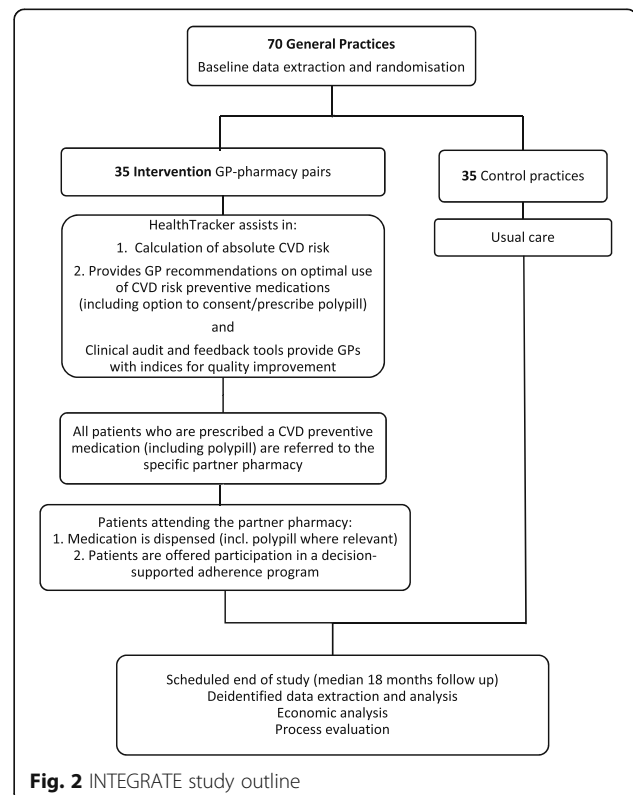 70 General Practices
Baseline data extraction and randomisation
35 Intervention GP-pharmacy pairs
35 Control practices
HealthTracker assists in:
1. Calculation of absolute CVD risk
2. Provides GP recommendations on optimal use
of CVD risk preventive medications
(including option to consent/prescribe polypill)
and
Clinical audit and feedback tools provide GPs
with indices for quality improvement
Usual care
All patients who are prescribed a CVD preventive
medication (including polypill) are referred to the
specific partner pharmacy
Patients attending the partner pharmacy:
1. Medication is dispensed (incl. polypill where relevant)
2. Patients are offered participation in a decision-
supported adherence program
Scheduled end of study (median 18 months follow up)
Deidentified data extraction and analysis
Economic analysis
Process evaluation
Fig. 2 INTEGRATE study outline